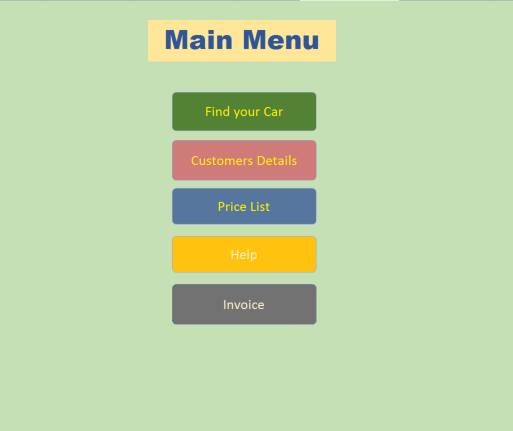 Main Menu
Find your Car
Customers Details
Price List
Help
Invoice